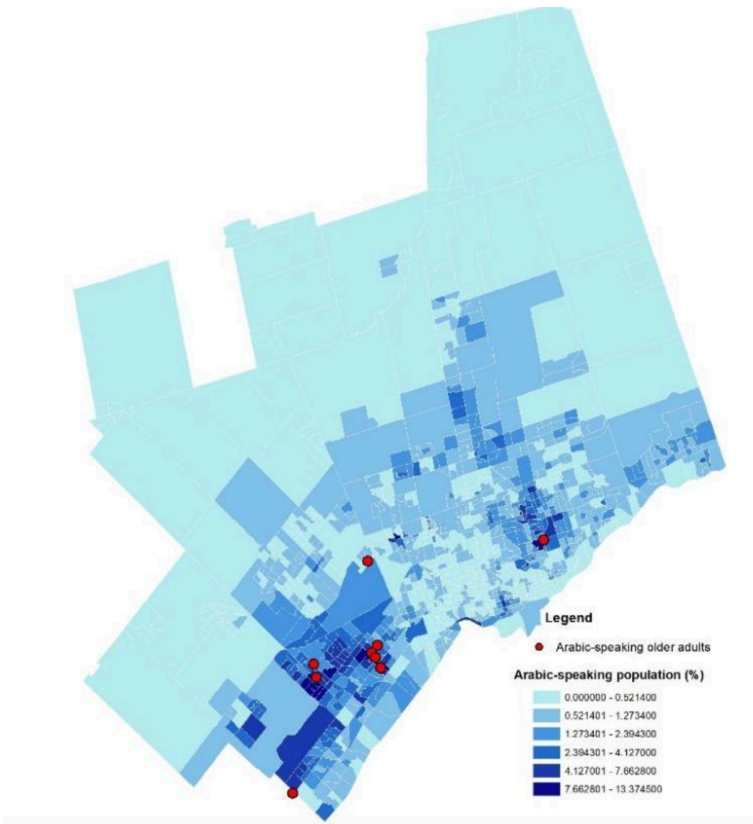 Legend
Arabic-speaking older adults
Arabic-speaking population (%)
0.000000 - 0.521400
0.521401 - 1.273400
1.273401 - 2.394300
2.394301 - 4.127000
4.127001 - 7.662800
7.662801 - 13.374500